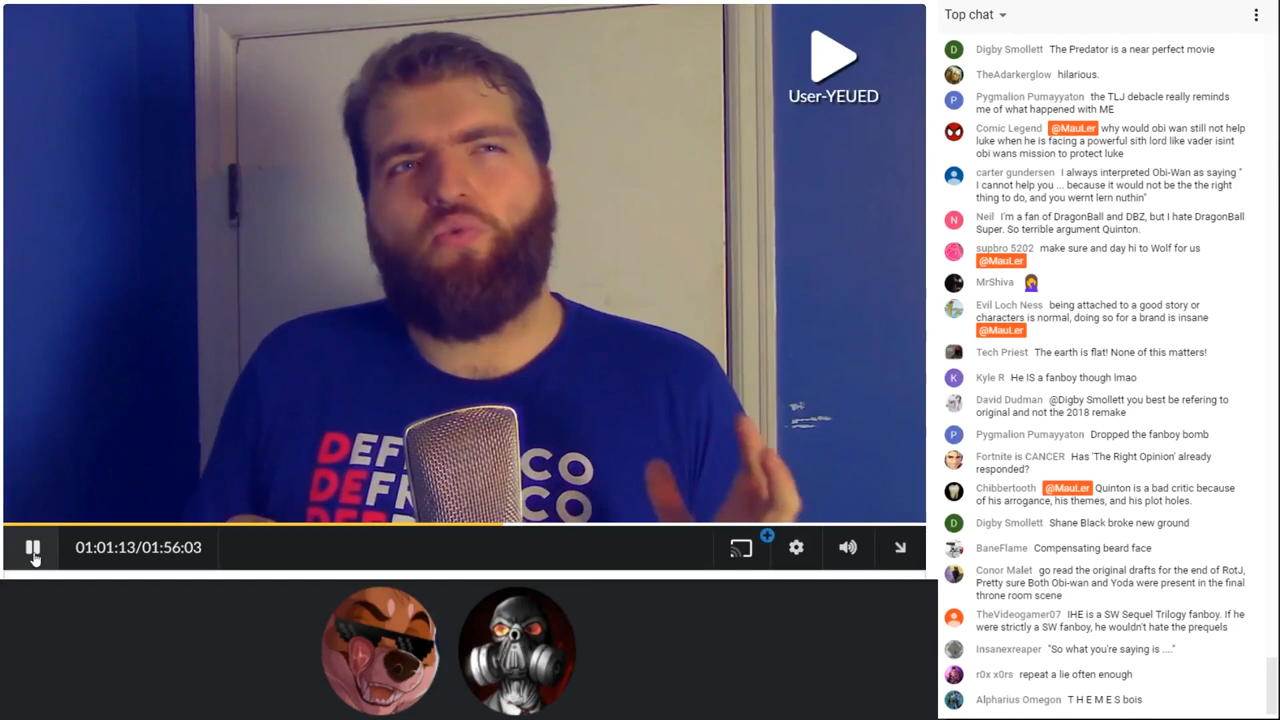 User-YEUED
CO
CO
01:01:13/01:56:03
Top chat
D Digby Smollett The Predator is a near perfect movie
TheAdarkerglow hilarious.
P Pygmalion Pumayyaton the TLJ debacle really reminds
me of what happened with ME
Comic Legend @MauLer why would obi wan still not help
luke when he is facing a powerful sith lord like vader isint
obi wans mission to protect luke
carter gundersen I always interpreted Obi-Wan as saying "
I cannot help you ... because it would not be the the right
thing to do, and you wernt lern nuthin"
N Neil I'm a fan of DragonBall and DBZ, but I hate DragonBall
Super. So terrible argument Quinton.
supbro 5202 make sure and day hi to Wolf for us
@MauLer
MrShiva
Evil Loch Ness being attached to a good story or
characters is normal, doing so for a brand is insane
@MauLer
Tech Priest The earth is flat! None of this matters!
K Kyle R He IS a fanboy though lmao
David Dudman @Digby Smollett you best be refering to
original and not the 2018 remake
P Pygmalion Pumayyaton Dropped the fanboy bomb
Fortnite is CANCER Has 'The Right Opinion' already
responded?
Chibbertooth @MauLer Quinton is a bad critic because
of his arrogance, his themes, and his plot holes.
D Digby Smollett Shane Black broke new ground
BaneFlame Compensating beard face
Conor Malet go read the original drafts for the end of RotJ,
Pretty sure Both Obi-wan and Yoda were present in the final
throne room scene
TheVideogamer07 IHE is a SW Sequel Trilogy fanboy. If he
were strictly a SW fanboy, he wouldn't hate the prequels
Insanexreaper "So what you're saying is ...."
r0x x0rs repeat a lie often enough
Alpharius Omegon T H E M E S bois